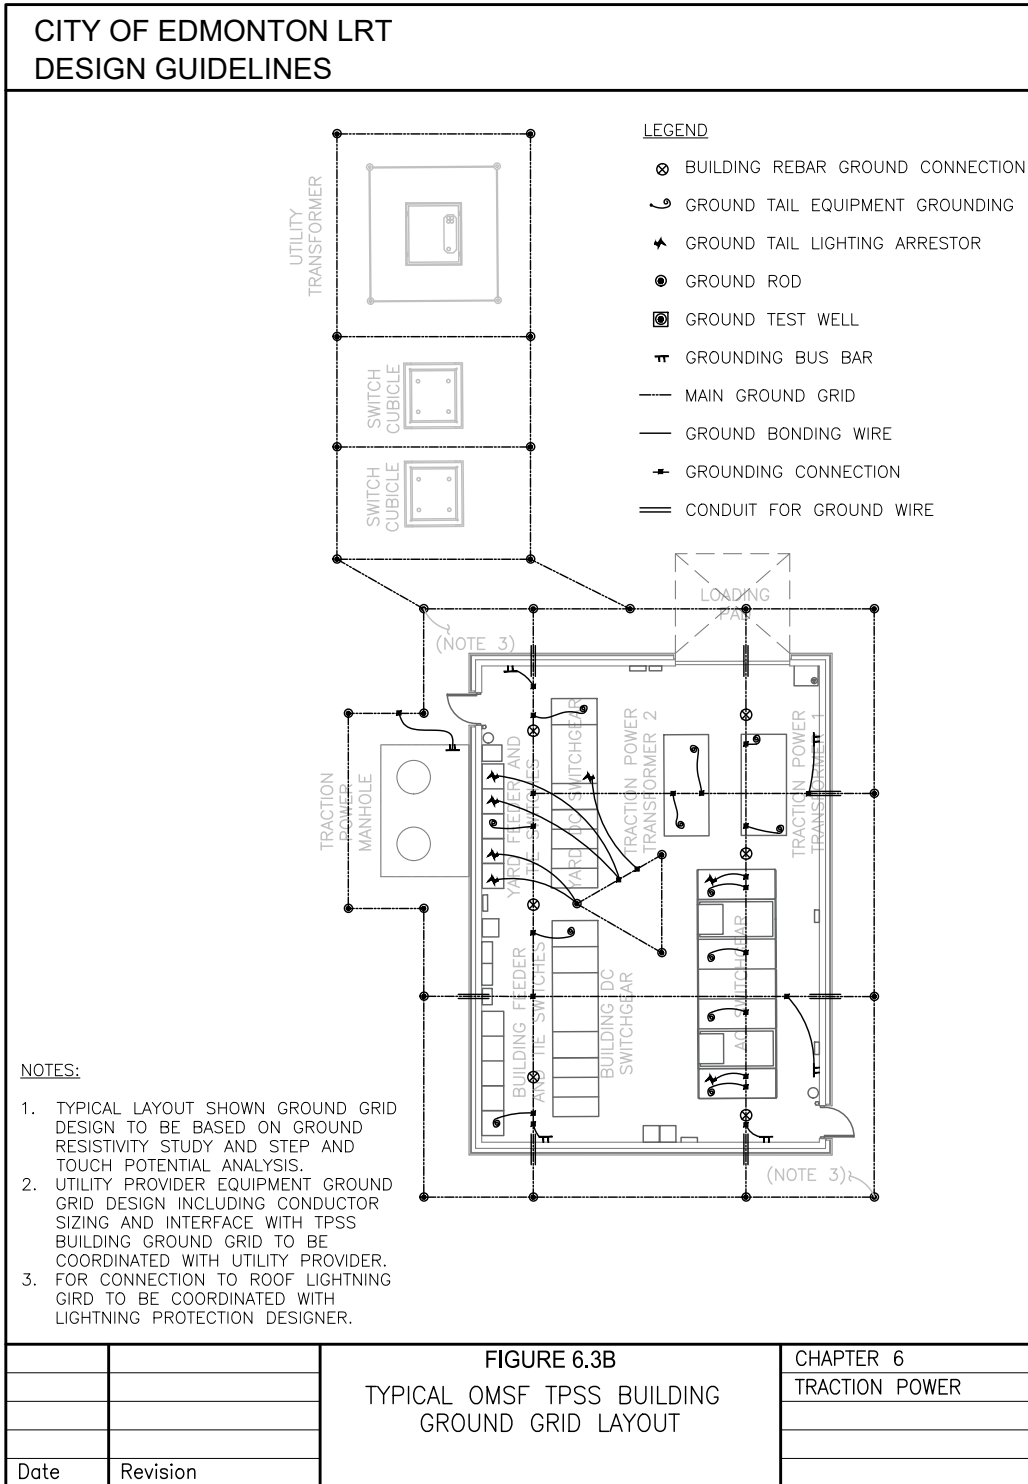 CITY OF EDMONTON LRT
DESIGN GUIDELINES
LEGEND
BUILDING REBAR GROUND CONNECTION
GROUND TAIL EQUIPMENT GROUNDING
GROUND TAIL LIGHTING ARRESTOR
GROUND ROD
GROUND TEST WELL
GROUNDING BUS BAR
MAIN GROUND GRID
GROUND BONDING WIRE
GROUNDING CONNECTION
CONDUIT FOR GROUND WIRE
UTILITY
TRANSFORMER
SWITCH
CUBICLE
SWITCH
CUBICLE
LOADING
PAD
(NOTE 3)
TRACTION
POWER
MANHOLE
YARD FEEDER AND
TIE SWITCHES
YARD DC SWITCHGEAR
TRACTION POWER
TRANSFORMER 2
TRACTION POWER
TRANSFORMER 1
BUILDING FEEDER
AND TIE SWITCHES
BUILDING DC
SWITCHGEAR
AC SWITCHGEAR
(NOTE 3)
NOTES:
1. TYPICAL LAYOUT SHOWN GROUND GRID
DESIGN TO BE BASED ON GROUND
RESISTIVITY STUDY AND STEP AND
TOUCH POTENTIAL ANALYSIS.
2. UTILITY PROVIDER EQUIPMENT GROUND
GRID DESIGN INCLUDING CONDUCTOR
SIZING AND INTERFACE WITH TPSS
BUILDING GROUND GRID TO BE
COORDINATED WITH UTILITY PROVIDER.
3. FOR CONNECTION TO ROOF LIGHTNING
GIRD TO BE COORDINATED WITH
LIGHTNING PROTECTION DESIGNER.
FIGURE 6.3B
TYPICAL OMSF TPSS BUILDING
GROUND GRID LAYOUT
CHAPTER 6
TRACTION POWER
Date
Revision